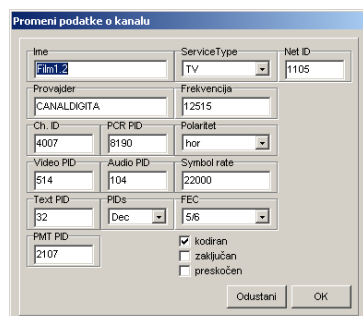 Promeni podatke o kanalu
Ime ServiceType Net ID
Film1.2 TV 1105
Provajder Frekvencija
CANALDIGITA 12515
Ch. ID PCR PID Polaritet
4007 8190 hor
Video PID Audio PID Symbol rate
514 104 22000
Text PID PIDs FEC
32 Dec 5/6
PMT PID
2107
kodiran
zaključan
preskočen
Odustani OK